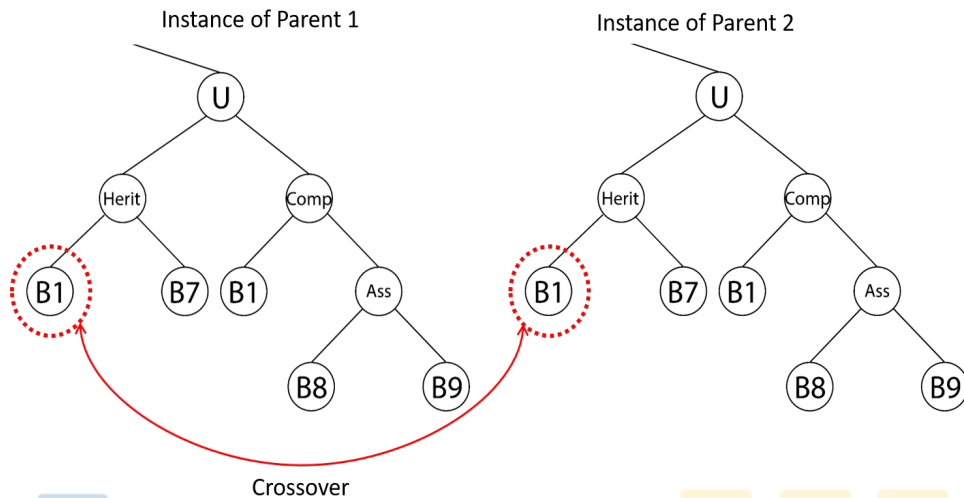 Instance of Parent 1
Instance of Parent 2
U
U
Herit
Comp
Herit
Comp
B1
B7
B1
Ass
B1
B7
B1
Ass
B8
B9
B8
B9
Crossover